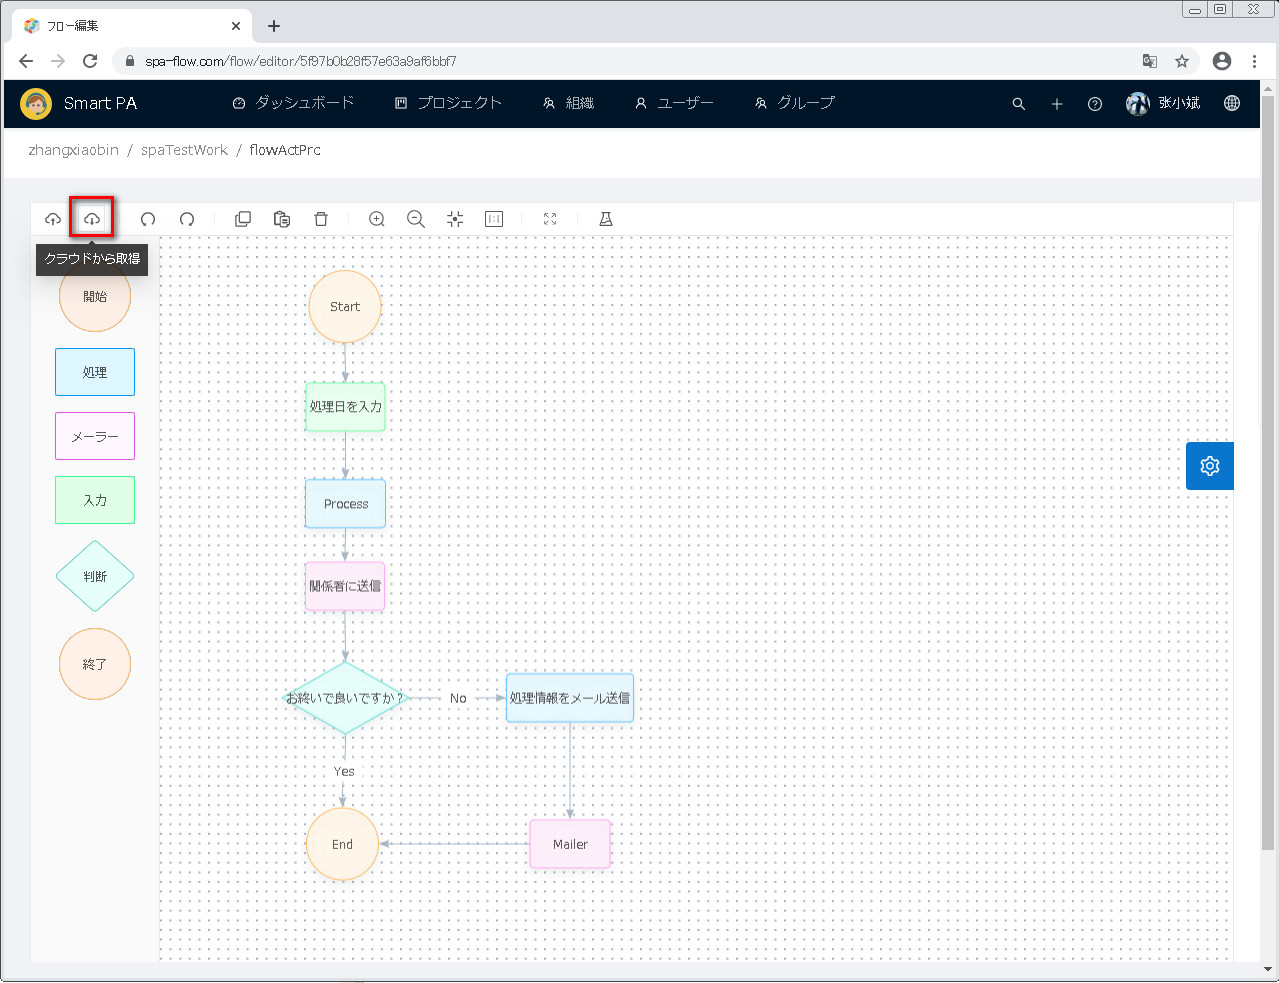 フロー編集
spa-flow.com/flow/editor/5f97b0b28f57e63a9af6bbf7
Smart PA
ダッシュボード
プロジェクト
組織
ユーザー
グループ
张小斌
zhangxiaobin / spaTestWork / flowActPrc
クラウドから取得
開始
処理
メーラー
入力
判断
終了
Start
処理日を入力
Process
関係者に送信
お終いで良いですか?
No
処理情報をメール送信
Yes
End
Mailer